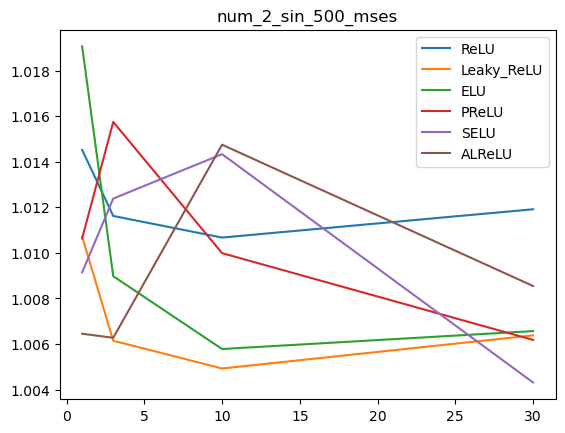 num_2_sin_500_mses
1.018
1.016
1.014
1.012
1.010
1.008
1.006
1.004
ReLU
Leaky_ReLU
ELU
PReLU
SELU
ALReLU
0 5 10 15 20 25 30